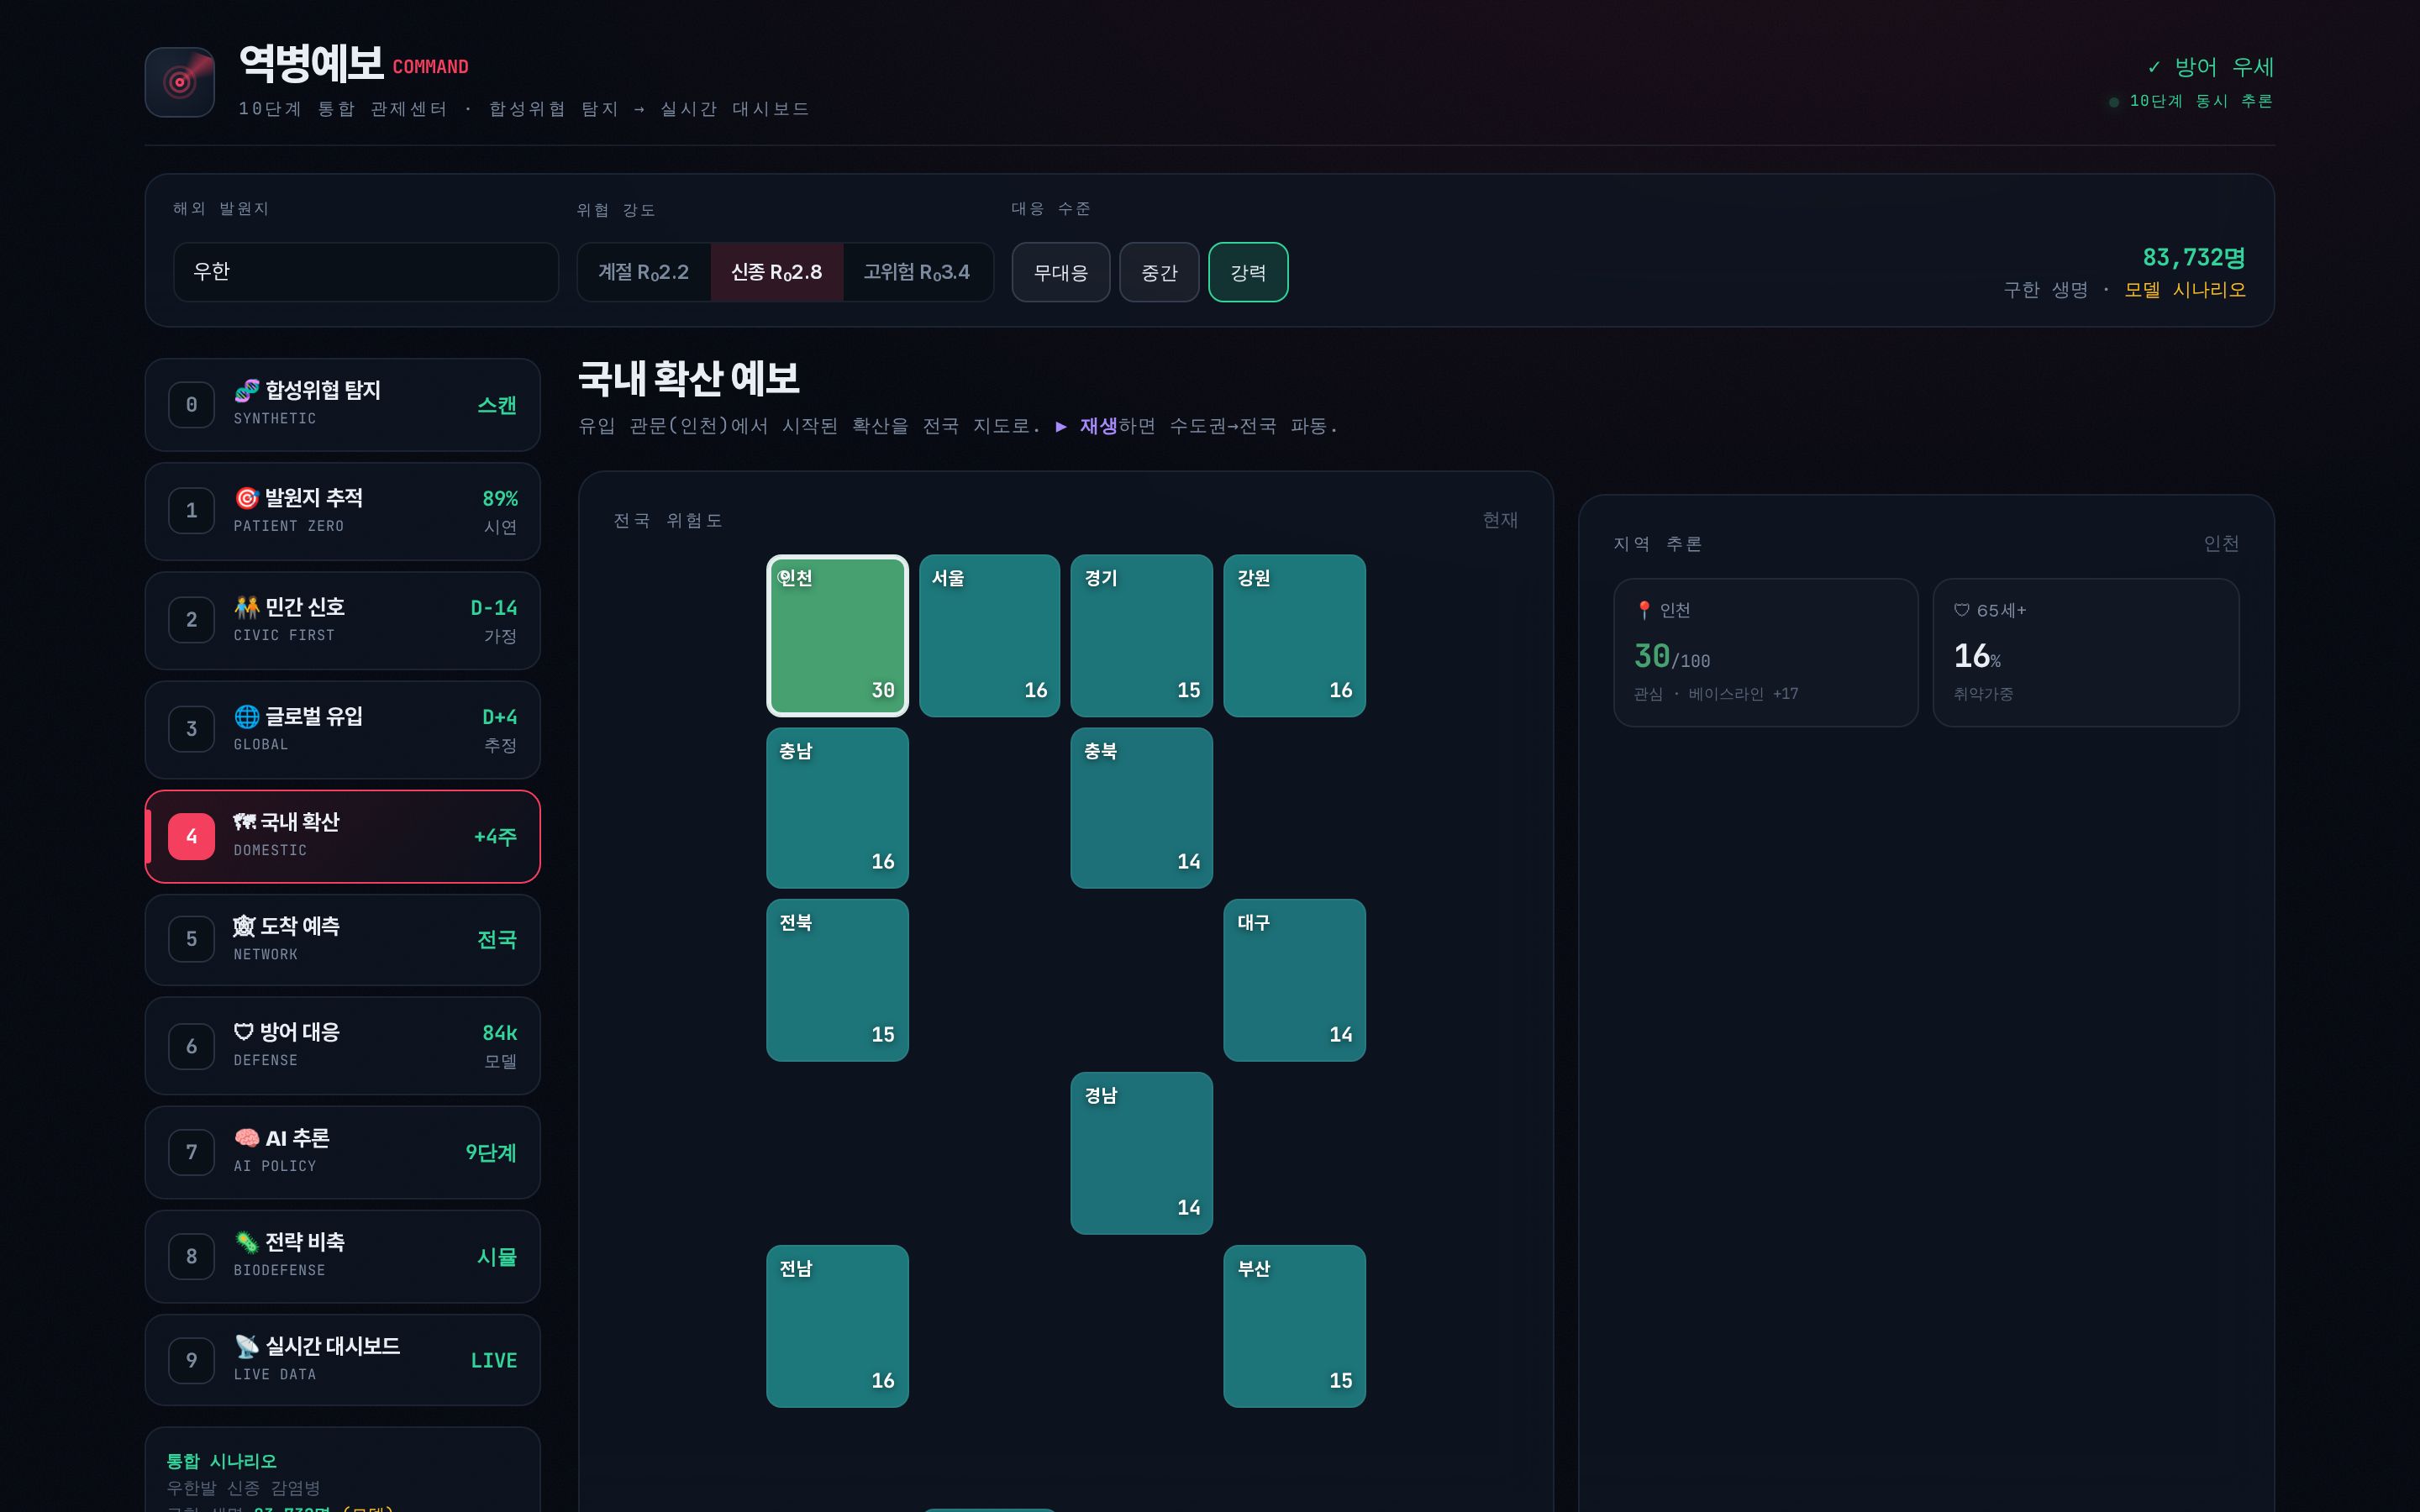 역병예보 COMMAND
10단계 통합 관제센터 · 합성위협 탐지 → 실시간 대시보드
✓ 방어 우세
10단계 동시 추론
해외 발원지
우한
위협 강도
계절 R₀2.2 신종 R₀2.8 고위험 R₀3.4
대응 수준
무대응 중간 강력
83,732명
구한 생명 · 모델 시나리오
0 합성위협 탐지 스캔
SYNTHETIC
1 발원지 추적 89%
PATIENT ZERO 시연
2 민간 신호 D-14
CIVIC FIRST 가정
3 글로벌 유입 D+4
GLOBAL 추정
4 국내 확산 +4주
DOMESTIC
5 도착 예측 전국
NETWORK
6 방어 대응 84k
DEFENSE 모델
7 AI 추론 9단계
AI POLICY
8 전략 비축 시뮬
BIODEFENSE
9 실시간 대시보드 LIVE
LIVE DATA
통합 시나리오
우한발 신종 감염병
구한 생명 83,732명 (모델)
국내 확산 예보
유입 관문(인천)에서 시작된 확산을 전국 지도로. ▶ 재생하면 수도권→전국 파동.
전국 위험도 현재
인천 30
서울 16
경기 15
강원 16
충남 16
충북 14
전북 15
대구 14
경남 14
전남 16
부산 15
지역 추론 인천
인천
30/100
관심 · 베이스라인 +17
65세+
16%
취약가중